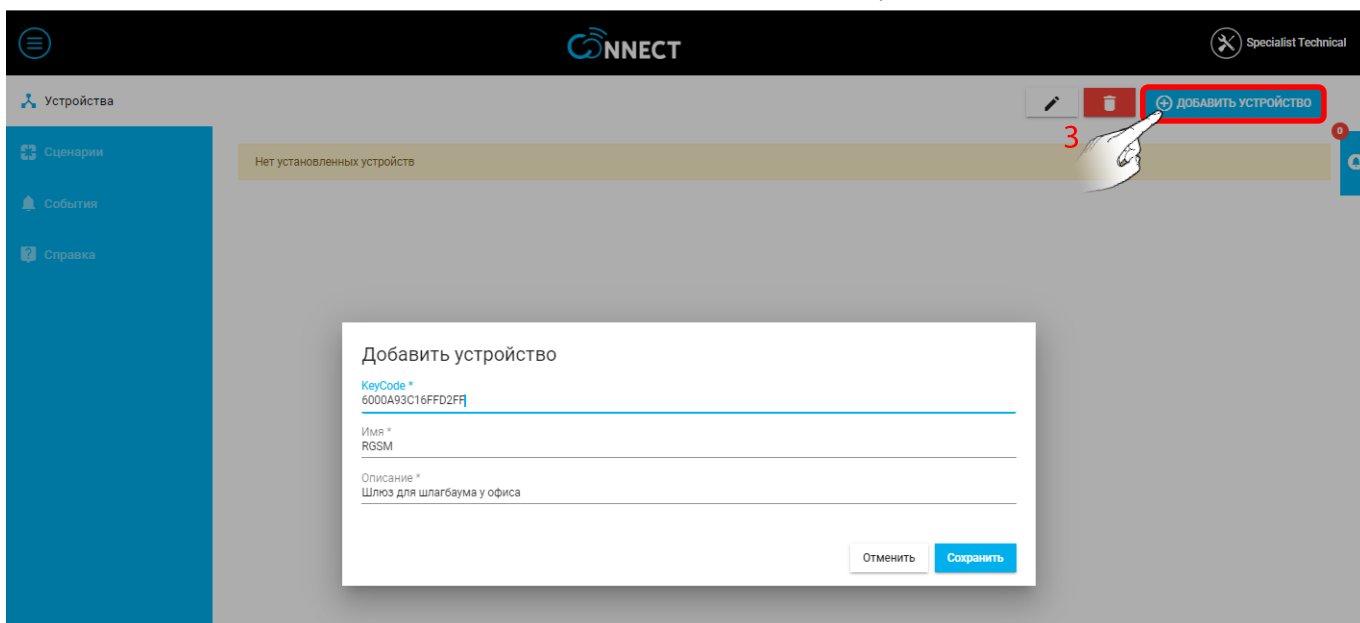 CONNECT
Specialist Technical
Устройства
ДОБАВИТЬ УСТРОЙСТВО
3
0
Сценарии
Нет установленных устройств
События
Справка
Добавить устройство
KeyCode *
6000A93C16FFD2FF
Имя *
RGSM
Описание *
Шлюз для шлагбаума у офиса
Отменить
Сохранить